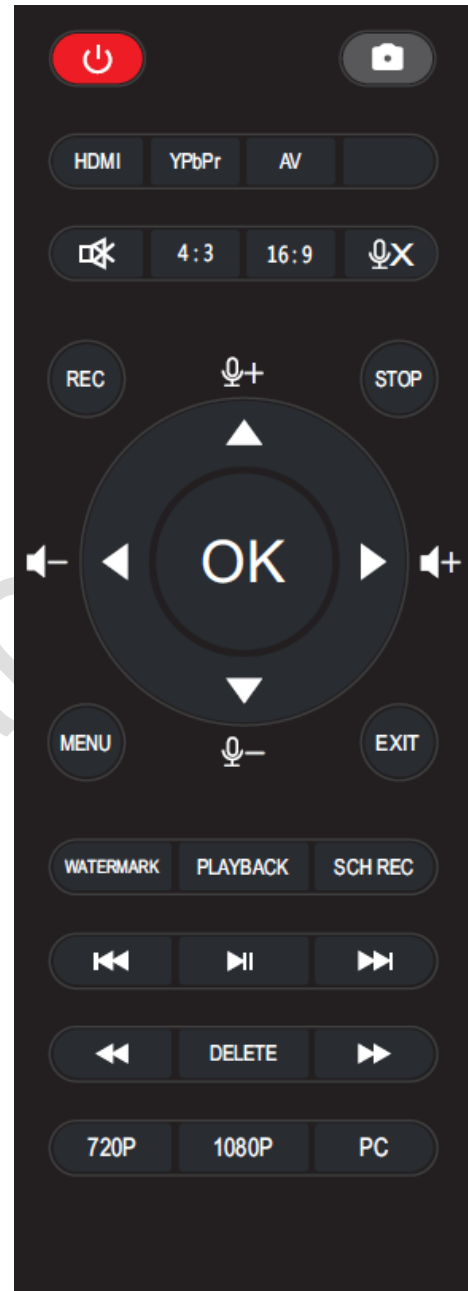 HDMI YPbPr AV
4:3 16:9 X
REC + STOP
OK
− +
MENU − EXIT
WATERMARK PLAYBACK SCH REC
DELETE
720P 1080P PC